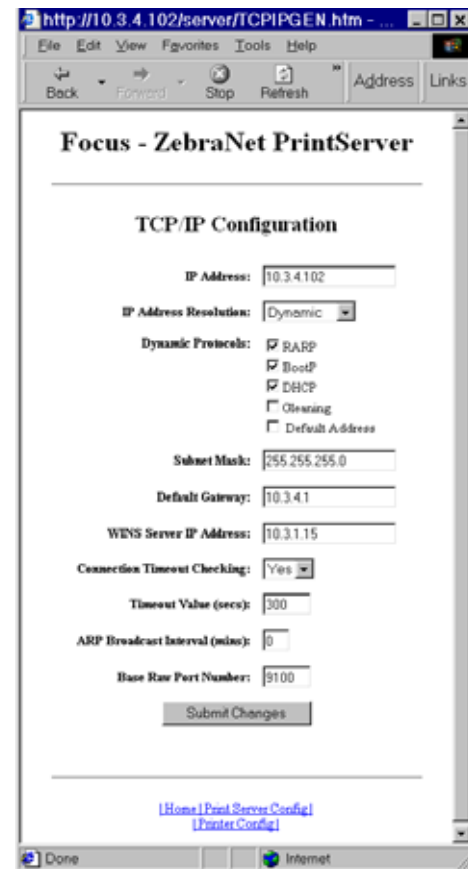 http://10.3.4.102/server/TCPIPGEN.htm - ...
File Edit View Favorites Tools Help
Back Forward Stop Refresh » Address Links
Focus - ZebraNet PrintServer
TCP/IP Configuration
IP Address: 10.3.4.102
IP Address Resolution: Dynamic
Dynamic Protocols: RARP
BootP
DHCP
Gleaning
Default Address
Subnet Mask: 255.255.255.0
Default Gateway: 10.3.4.1
WINS Server IP Address: 10.3.1.15
Connection Timeout Checking: Yes
Timeout Value (secs): 300
ARP Broadcast Interval (mins): 0
Base Raw Port Number: 9100
Submit Changes
| Home | Print Server Config |
| Printer Config |
Done Internet